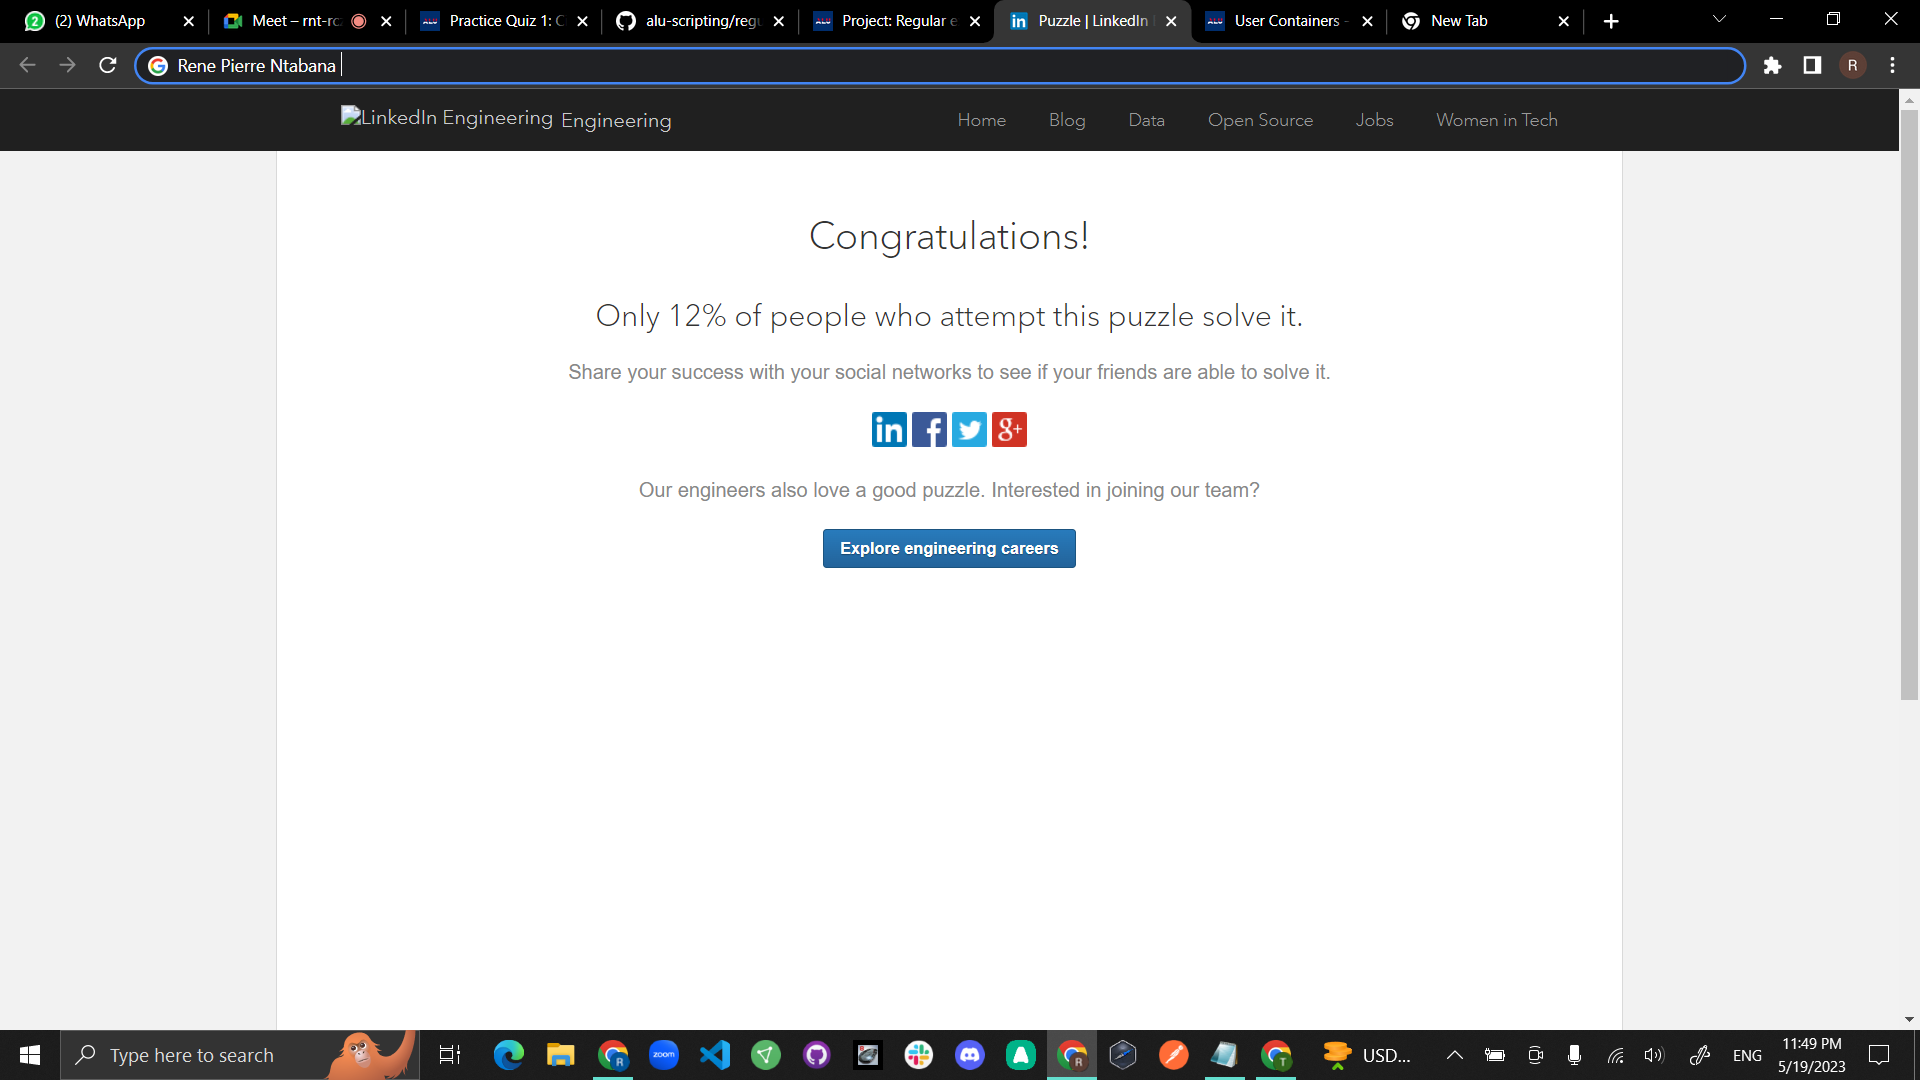 (2) WhatsApp
Meet – rnt-rc
Practice Quiz 1: C
alu-scripting/regu
Project: Regular e
Puzzle | LinkedIn
User Containers -
New Tab
Rene Pierre Ntabana
R
LinkedIn Engineering Engineering
Home Blog Data Open Source Jobs Women in Tech
Congratulations!
Only 12% of people who attempt this puzzle solve it.
Share your success with your social networks to see if your friends are able to solve it.
in f g+
Our engineers also love a good puzzle. Interested in joining our team?
Explore engineering careers
Type here to search
zoom
USD...
ENG
11:49 PM
5/19/2023